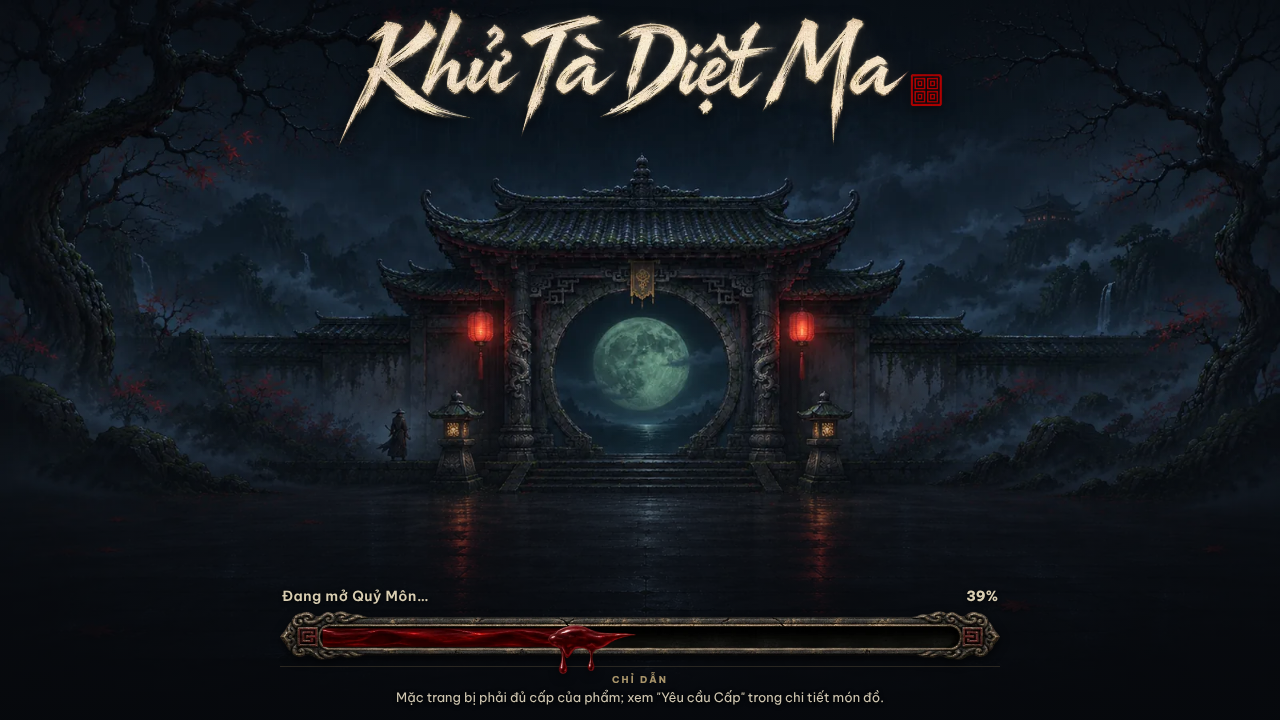 Khử Tà Diệt Ma
Đang mở Quỷ Môn...
39%
CHỈ DẪN
Mặc trang bị phải đủ cấp của phẩm; xem "Yêu cầu Cấp" trong chi tiết món đồ.